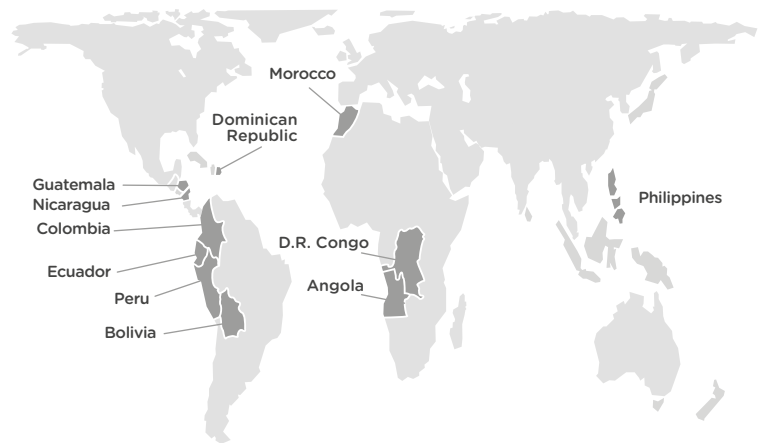 Morocco
Dominican
Republic
Guatemala
Nicaragua
Colombia
Philippines
D.R. Congo
Ecuador
Angola
Peru
Bolivia